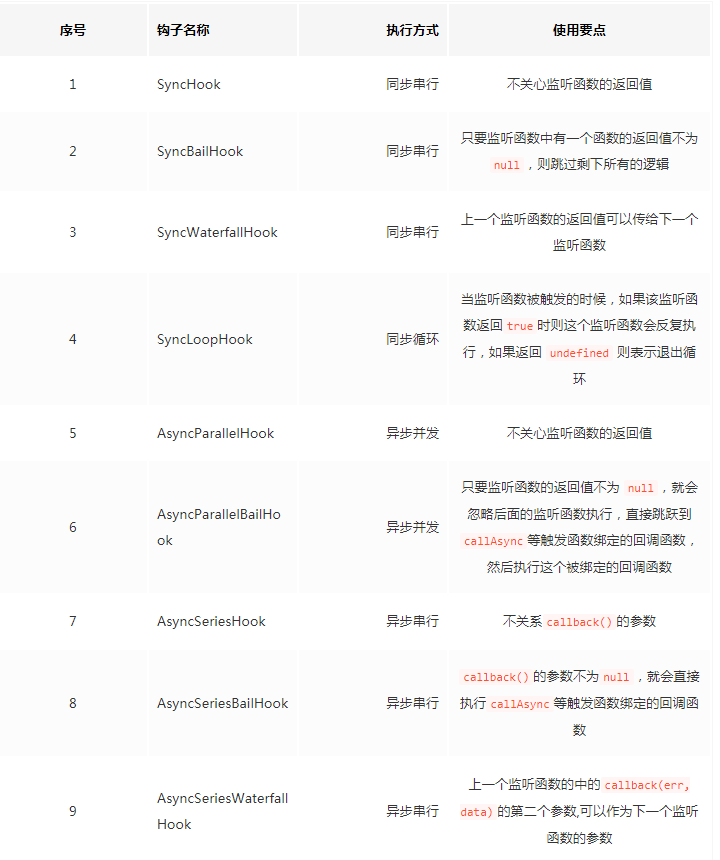 序号 钩子名称 执行方式 使用要点
1 SyncHook 同步串行 不关心监听函数的返回值
只要监听函数中有一个函数的返回值不为
2 SyncBailHook 同步串行
null ，则跳过剩下所有的逻辑
上一个监听函数的返回值可以传给下一个
3 SyncWaterfallHook 同步串行
监听函数
当监听函数被触发的时候，如果该监听函
数返回 true 时则这个监听函数会反复执
4 SyncLoopHook 同步循环
行，如果返回 undefined 则表示退出循
环
5 AsyncParallelHook 异步并发 不关心监听函数的返回值
只要监听函数的返回值不为 null ，就会
AsyncParallelBailHo
忽略后面的监听函数执行，直接跳跃到
6 异步并发
ok
callAsync 等触发函数绑定的回调函数，
然后执行这个被绑定的回调函数
7 AsyncSeriesHook 异步串行 不关系 callback() 的参数
callback() 的参数不为 null ，就会直接
8 AsyncSeriesBailHook 异步串行 执行 callAsync 等触发函数绑定的回调函
数
上一个监听函数的中的 callback(err,
AsyncSeriesWaterfall
9 异步串行 data) 的第二个参数,可以作为下一个监听
Hook
函数的参数